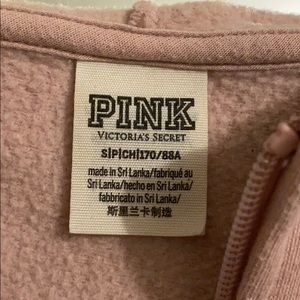 PINK
VICTORIA'S SECRET
S|P|CH|170/88A
made in Sri Lanka/fabriqué au
Sri Lanka/hecho en Sri Lanka/
fabbricato in Sri Lanka/
斯里兰卡制造